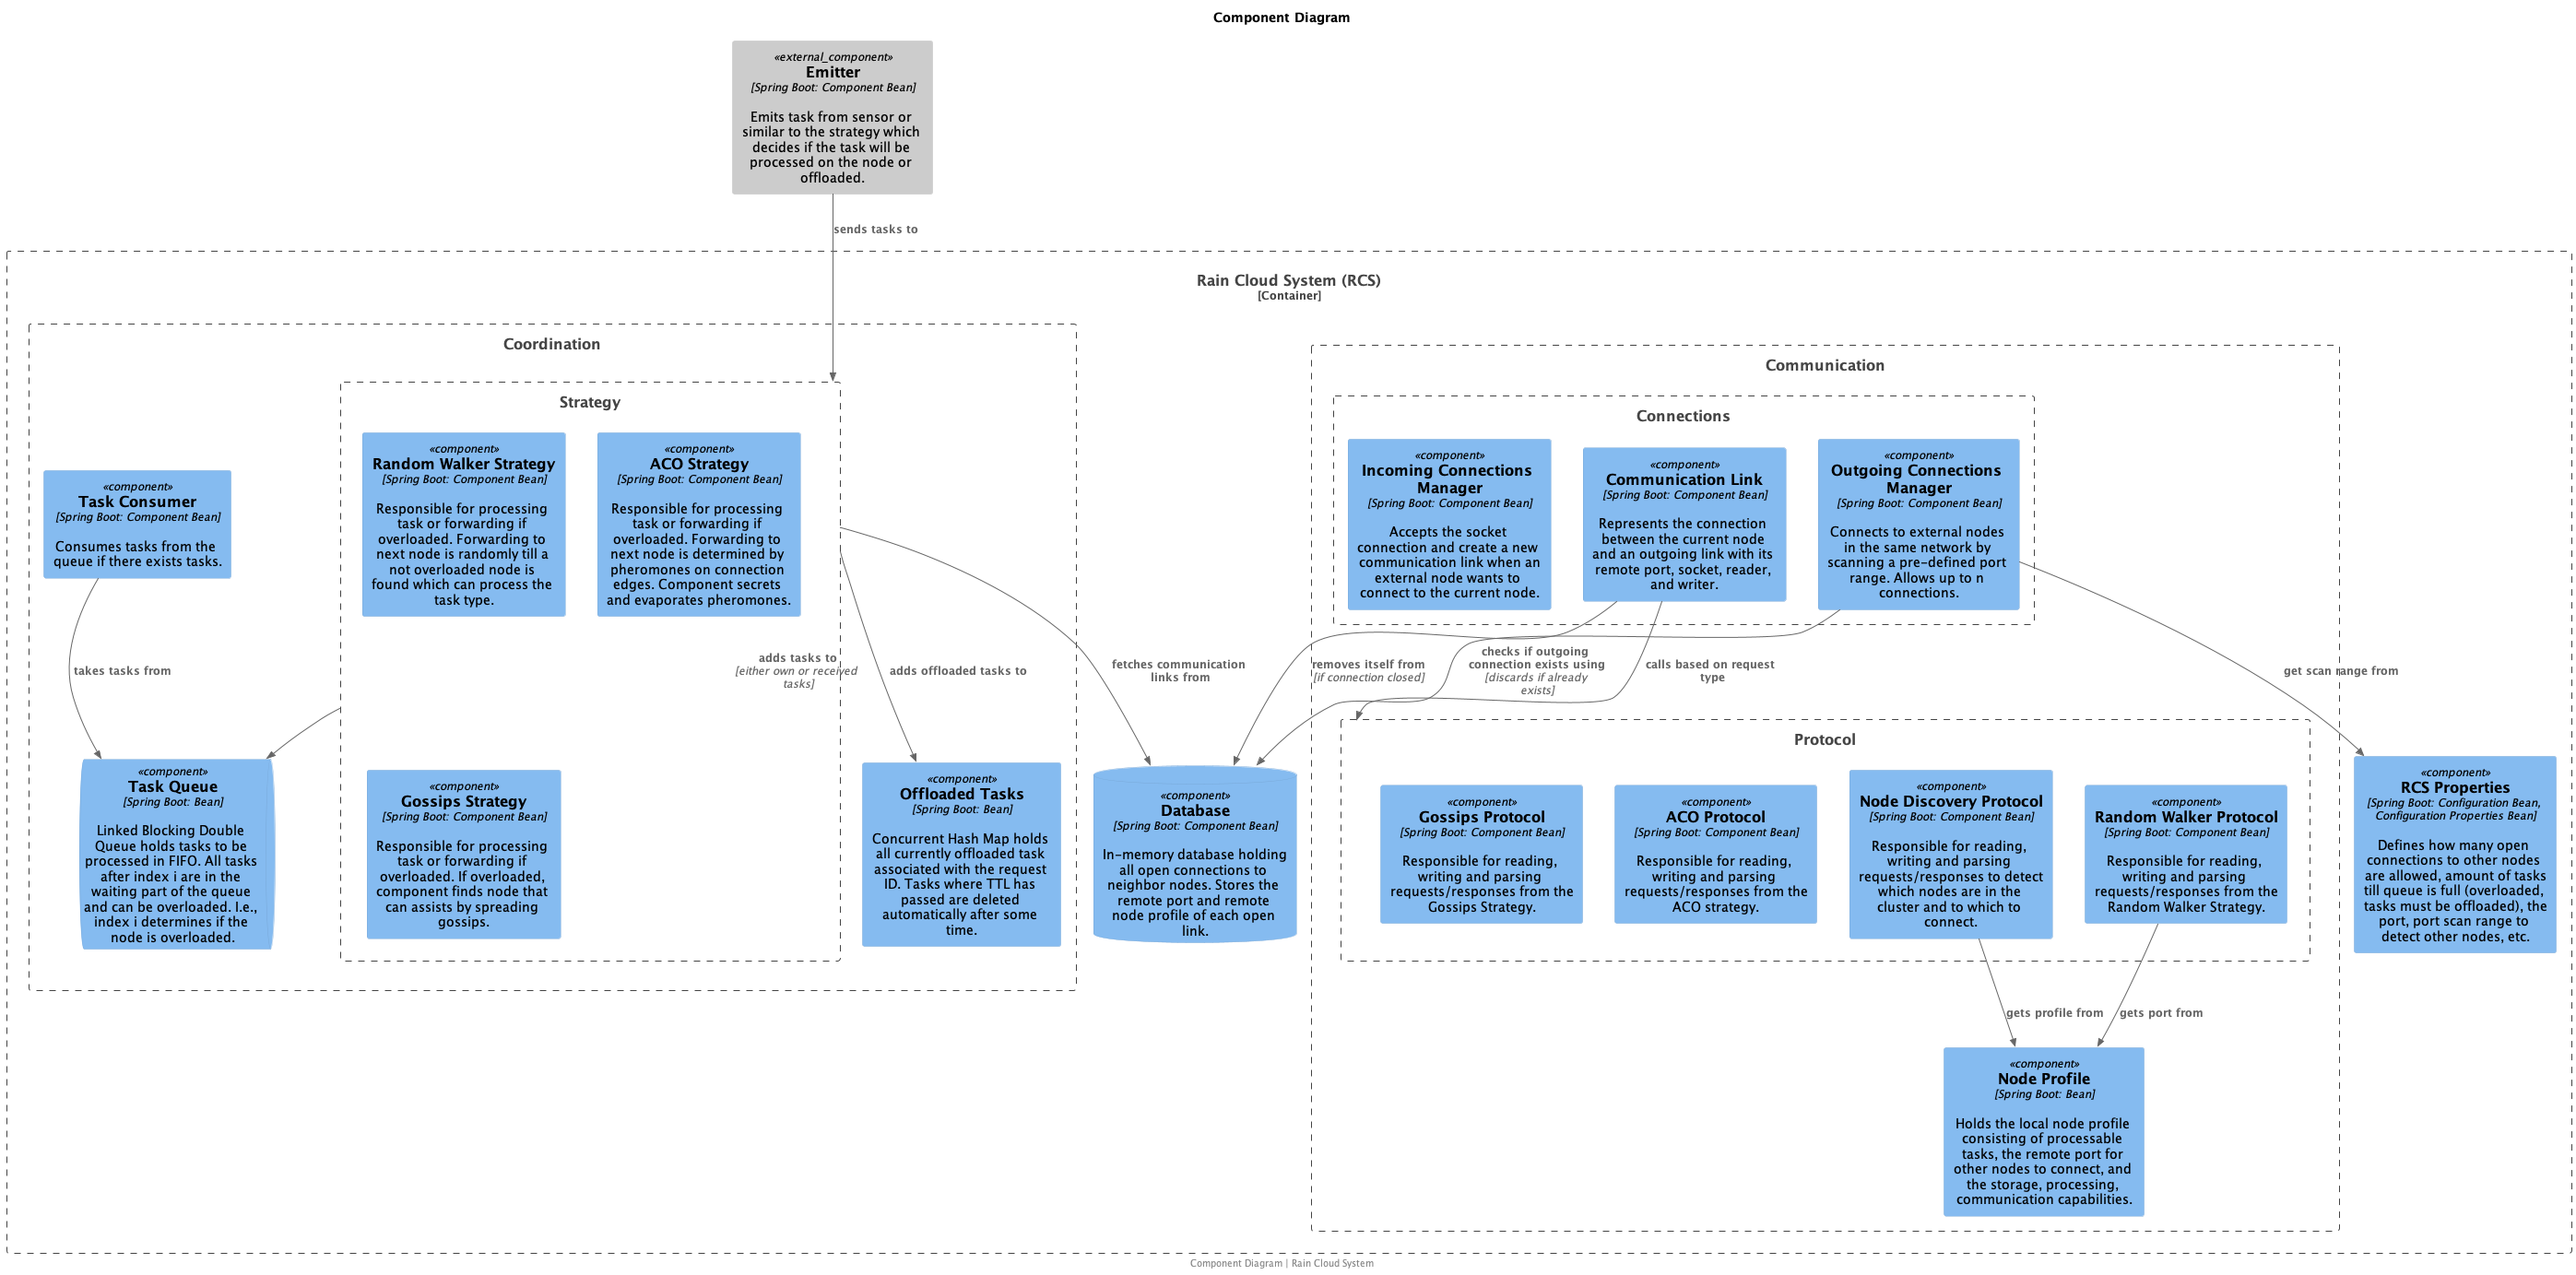 Component Diagram
«external_component»
Emitter
[Spring Boot: Component Bean]
Emits task from sensor or
similar to the strategy which
decides if the task will be
processed on the node or
offloaded.
sends tasks to
Rain Cloud System (RCS)
[Container]
Coordination
Strategy
«component»
Task Consumer
[Spring Boot: Component Bean]
Consumes tasks from the
queue if there exists tasks.
«component»
Random Walker Strategy
[Spring Boot: Component Bean]
Responsible for processing
task or forwarding if
overloaded. Forwarding to
next node is randomly till a
not overloaded node is
found which can process the
task type.
«component»
ACO Strategy
[Spring Boot: Component Bean]
Responsible for processing
task or forwarding if
overloaded. Forwarding to
next node is determined by
pheromones on connection
edges. Component secrets
and evaporates pheromones.
Communication
Connections
«component»
Incoming Connections
Manager
[Spring Boot: Component Bean]
Accepts the socket
connection and create a new
communication link when an
external node wants to
connect to the current node.
«component»
Communication Link
[Spring Boot: Component Bean]
Represents the connection
between the current node
and an outgoing link with its
remote port, socket, reader,
and writer.
«component»
Outgoing Connections
Manager
[Spring Boot: Component Bean]
Connects to external nodes
in the same network by
scanning a pre-defined port
range. Allows up to n
connections.
takes tasks from
adds tasks to
[either own or received
tasks]
adds offloaded tasks to
fetches communication
links from
removes itself from
[if connection closed]
checks if outgoing
connection exists using
[discards if already
exists]
calls based on request
type
get scan range from
«component»
Task Queue
[Spring Boot: Bean]
Linked Blocking Double
Queue holds tasks to be
processed in FIFO. All tasks
after index i are in the
waiting part of the queue
and can be overloaded. I.e.,
index i determines if the
node is overloaded.
«component»
Gossips Strategy
[Spring Boot: Component Bean]
Responsible for processing
task or forwarding if
overloaded. If overloaded,
component finds node that
can assists by spreading
gossips.
«component»
Offloaded Tasks
[Spring Boot: Bean]
Concurrent Hash Map holds
all currently offloaded task
associated with the request
ID. Tasks where TTL has
passed are deleted
automatically after some
time.
«component»
Database
[Spring Boot: Component Bean]
In-memory database holding
all open connections to
neighbor nodes. Stores the
remote port and remote
node profile of each open
link.
Protocol
«component»
Gossips Protocol
[Spring Boot: Component Bean]
Responsible for reading,
writing and parsing
requests/responses from the
Gossips Strategy.
«component»
ACO Protocol
[Spring Boot: Component Bean]
Responsible for reading,
writing and parsing
requests/responses from the
ACO strategy.
«component»
Node Discovery Protocol
[Spring Boot: Component Bean]
Responsible for reading,
writing and parsing
requests/responses to detect
which nodes are in the
cluster and to which to
connect.
«component»
Random Walker Protocol
[Spring Boot: Component Bean]
Responsible for reading,
writing and parsing
requests/responses from the
Random Walker Strategy.
«component»
RCS Properties
[Spring Boot: Configuration Bean,
Configuration Properties Bean]
Defines how many open
connections to other nodes
are allowed, amount of tasks
till queue is full (overloaded,
tasks must be offloaded), the
port, port scan range to
detect other nodes, etc.
gets profile from
gets port from
«component»
Node Profile
[Spring Boot: Bean]
Holds the local node profile
consisting of processable
tasks, the remote port for
other nodes to connect, and
the storage, processing,
communication capabilities.
Component Diagram | Rain Cloud System